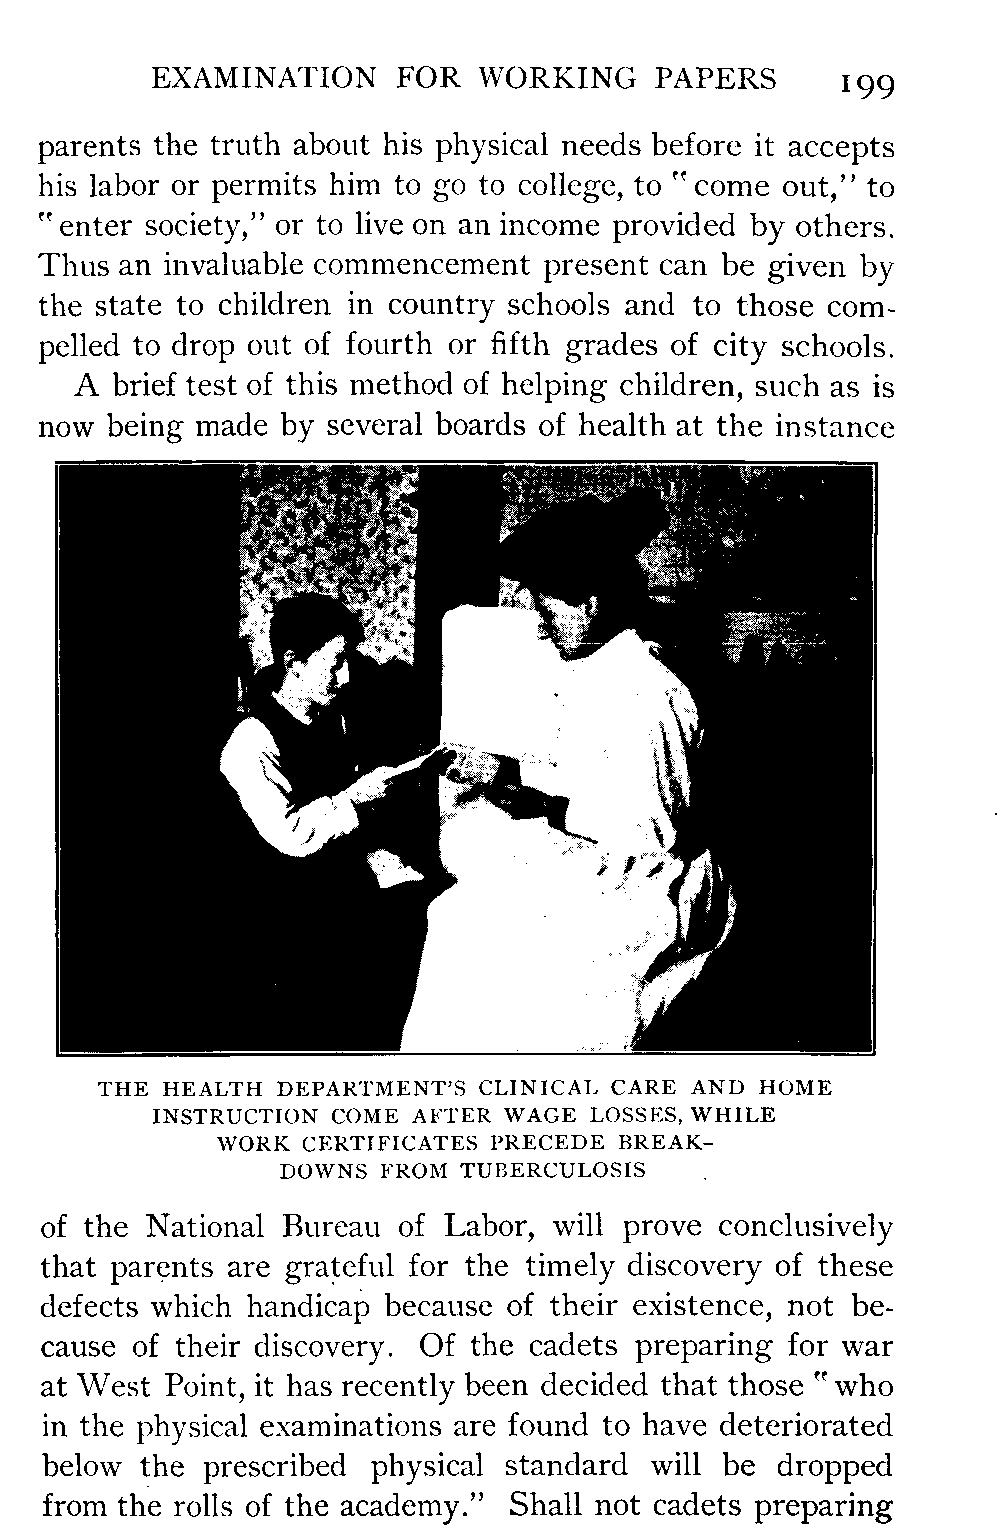 EXAMINATION FOR WORKING PAPERS 199
parents the truth about his physical needs before it accepts
his labor or permits him to go to college, to "come out," to
"enter society," or to live on an income provided by others.
Thus an invaluable commencement present can be given by
the state to children in country schools and to those com-
pelled to drop out of fourth or fifth grades of city schools.
A brief test of this method of helping children, such as is
now being made by several boards of health at the instance
THE HEALTH DEPARTMENT'S CLINICAL CARE AND HOME
INSTRUCTION COME AFTER WAGE LOSSES, WHILE
WORK CERTIFICATES PRECEDE BREAK-
DOWNS FROM TUBERCULOSIS
of the National Bureau of Labor, will prove conclusively
that parents are grateful for the timely discovery of these
defects which handicap because of their existence, not be-
cause of their discovery. Of the cadets preparing for war
at West Point, it has recently been decided that those "who
in the physical examinations are found to have deteriorated
below the prescribed physical standard will be dropped
from the rolls of the academy." Shall not cadets preparing